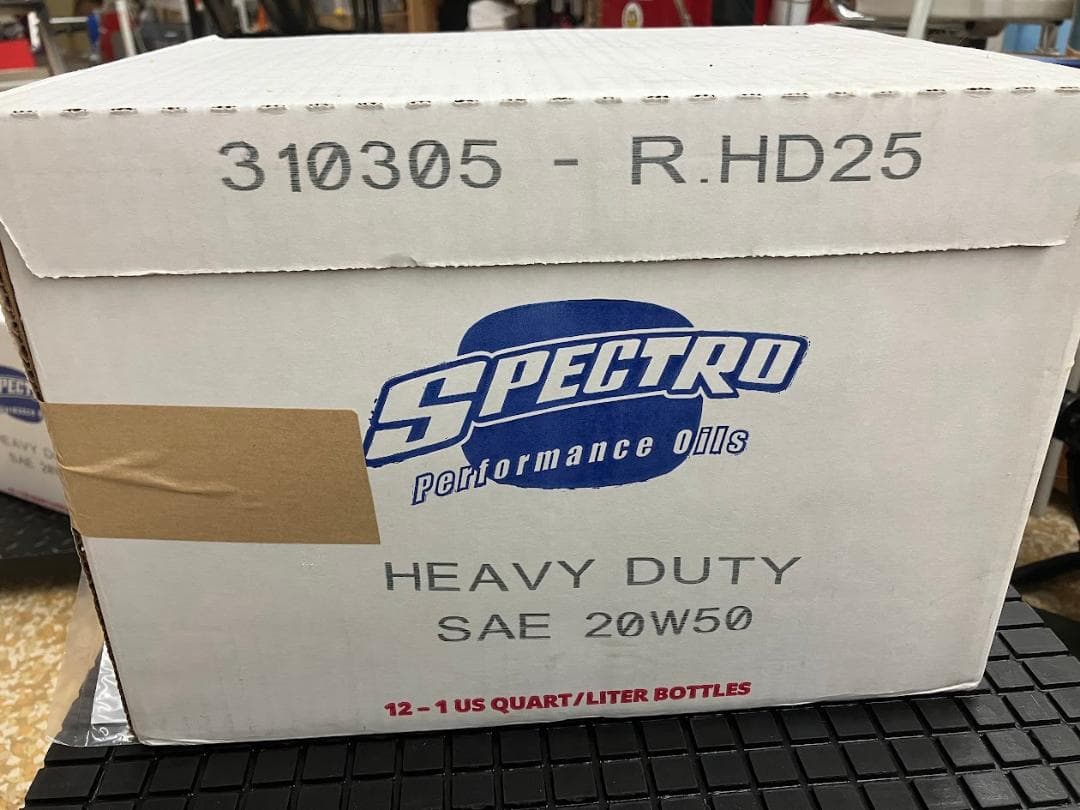 310305 - R.HD25
SPECTRO
Performance Oils
HEAVY DUTY
SAE 20W50
12 – 1 US QUART/LITER BOTTLES